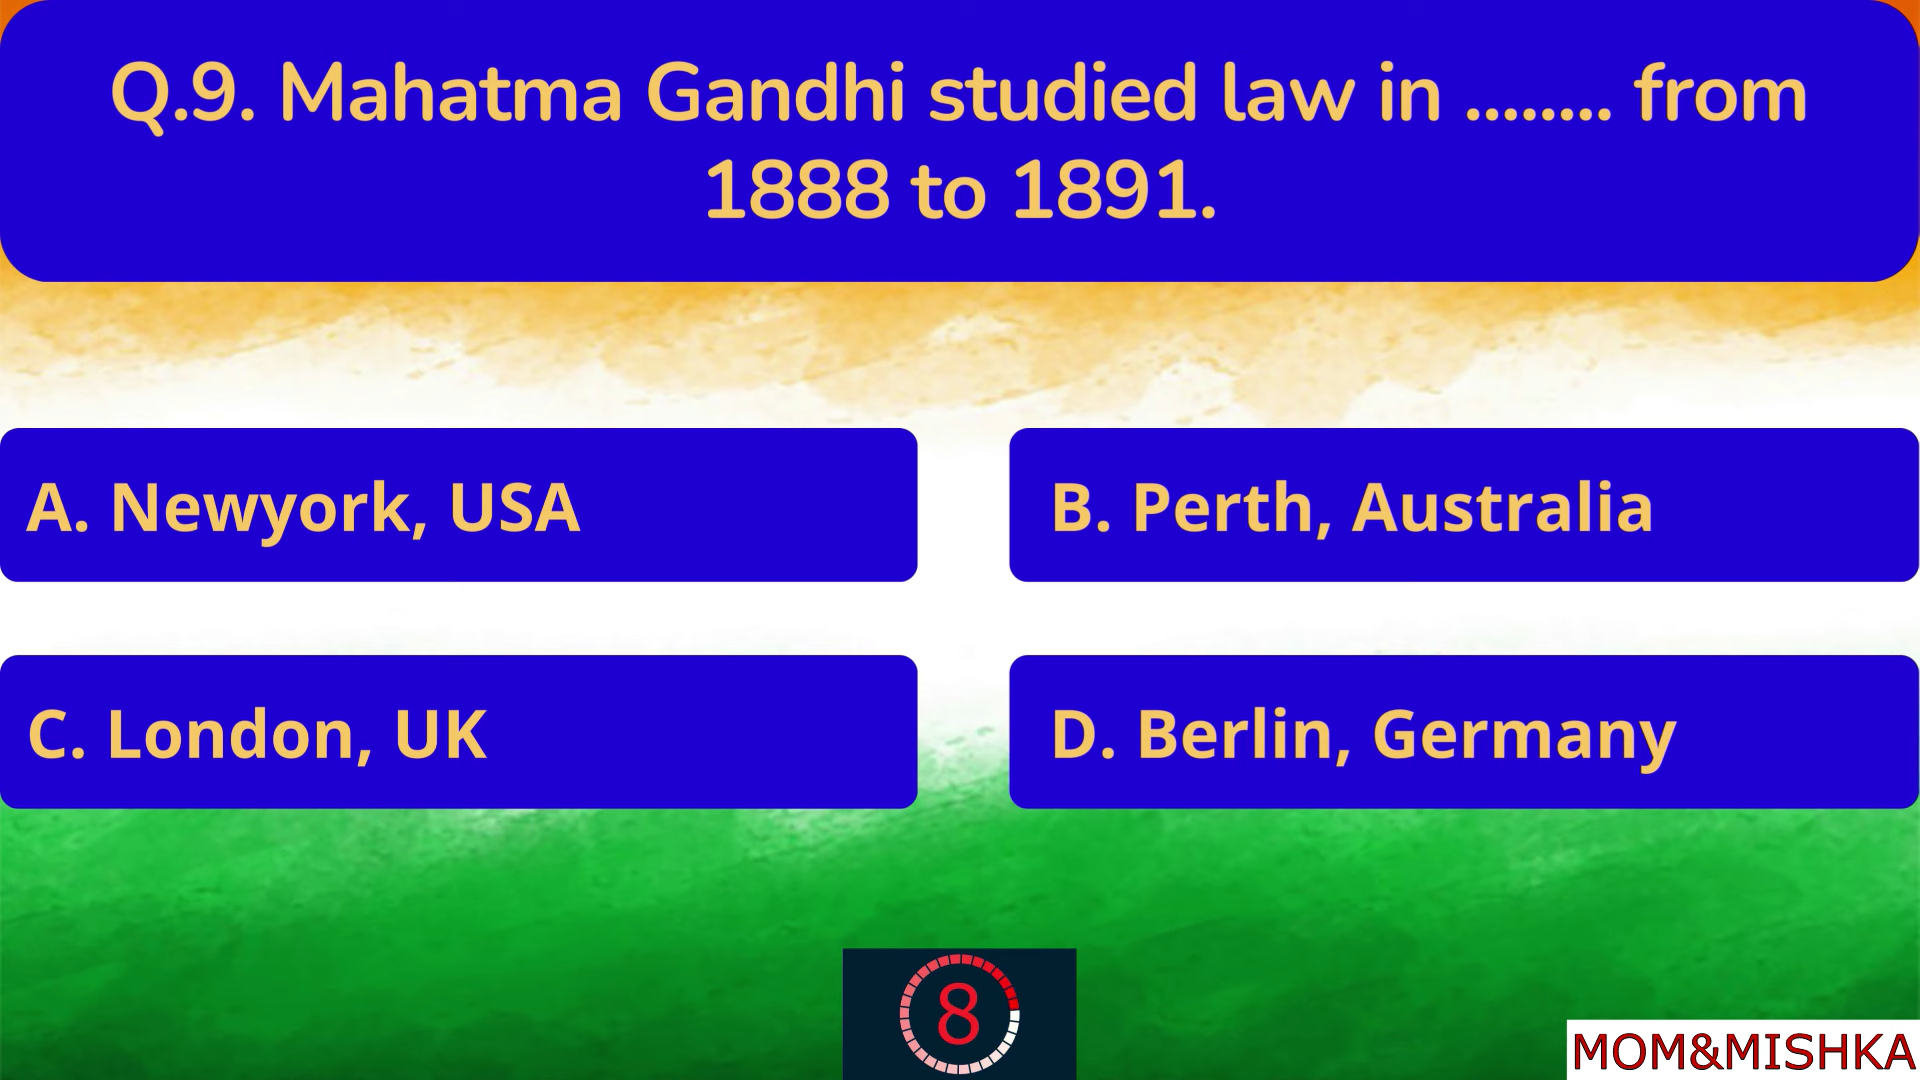 Q.9. Mahatma Gandhi studied law in ........ from
1888 to 1891.
A. Newyork, USA
B. Perth, Australia
C. London, UK
D. Berlin, Germany
8
MOM&MISHKA